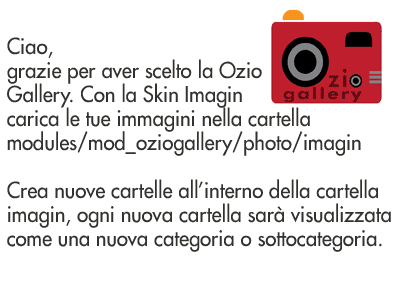 Ciao,
grazie per aver scelto la Ozio
Gallery. Con la Skin Imagin
carica le tue immagini nella cartella
modules/mod_oziogallery/photo/imagin
Crea nuove cartelle all'interno della cartella
imagin, ogni nuova cartella sarà visualizzata
come una nuova categoria o sottocategoria.
ozio
gallery